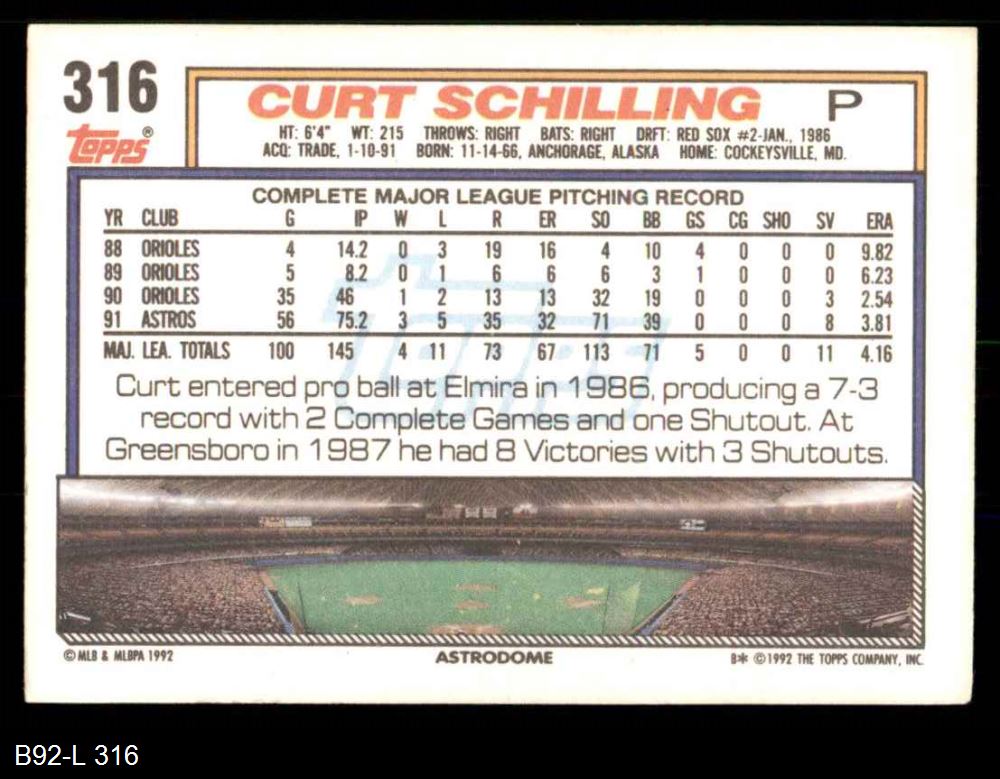 316
CURT SCHILLING P
Topps®
HT: 6'4" WT: 215 THROWS: RIGHT BATS: RIGHT DRFT: RED SOX #2-JAN., 1986
ACQ: TRADE, 1-10-91 BORN: 11-14-66, ANCHORAGE, ALASKA HOME: COCKEYSVILLE, MD.
COMPLETE MAJOR LEAGUE PITCHING RECORD
YR CLUB G IP W L R ER SO BB GS CG SHO SV ERA
88 ORIOLES 4 14.2 0 3 19 16 4 10 4 0 0 0 9.82
89 ORIOLES 5 8.2 0 1 6 6 6 3 1 0 0 0 6.23
90 ORIOLES 35 46 1 2 13 13 32 19 0 0 0 3 2.54
91 ASTROS 56 75.2 3 5 35 32 71 39 0 0 0 8 3.81
MAJ. LEA. TOTALS 100 145 4 11 73 67 113 71 5 0 0 11 4.16
Topps
Curt entered pro ball at Elmira in 1986, producing a 7-3
record with 2 Complete Games and one Shutout. At
Greensboro in 1987 he had 8 Victories with 3 Shutouts.
©MLB & MLBPA 1992 ASTRODOME B* ©1992 THE TOPPS COMPANY, INC.
B92-L 316